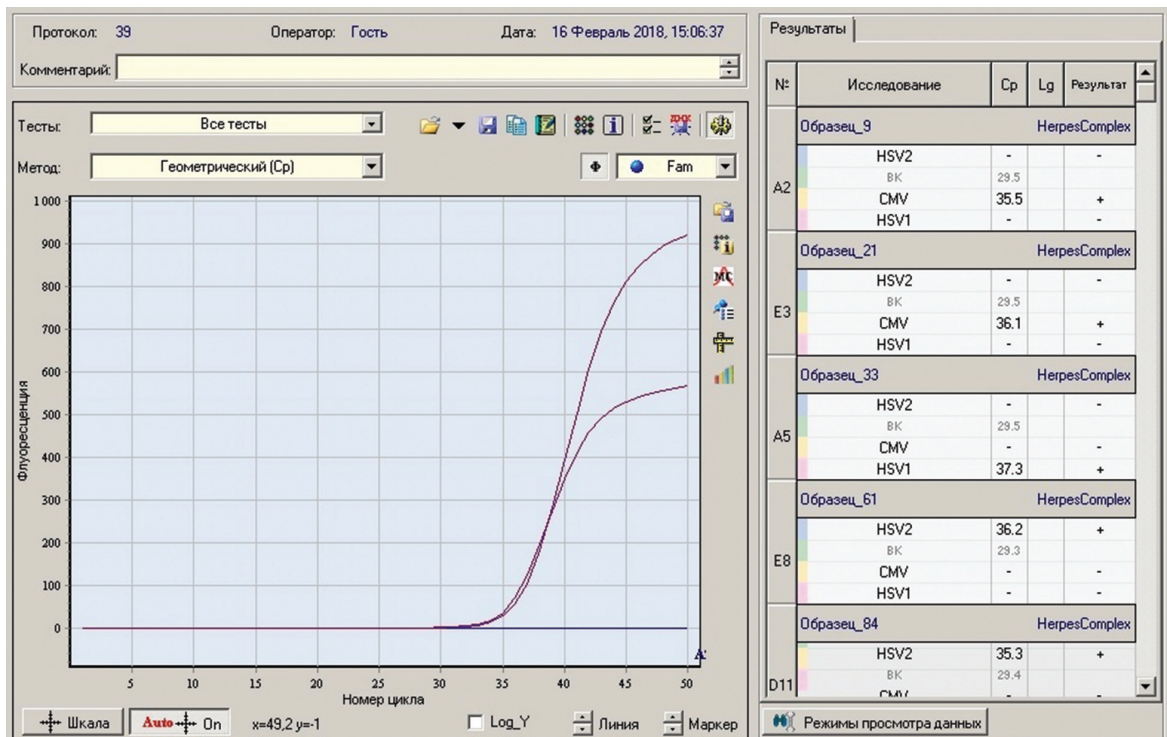 Протокол: 39 Оператор: Гость Дата: 16 Февраль 2018, 15:06:37
Комментарий:
Тесты: Все тесты
Метод: Геометрический (Cp) Ф Fam
Флуоресценция
1 000
900
800
700
600
500
400
300
200
100
0
5 10 15 20 25 30 35 40 45 50
Номер цикла
Шкала Auto On x=49,2 y=-1 Log_Y Линия Маркер
Результаты
№ Исследование Cp Lg Результат
Образец_9 HerpesComplex
A2
HSV2 - -
ВК 29.5
CMV 35.5 +
HSV1 - -
Образец_21 HerpesComplex
E3
HSV2 - -
ВК 29.5
CMV 36.1 +
HSV1 - -
Образец_33 HerpesComplex
A5
HSV2 - -
ВК 29.5
CMV - -
HSV1 37.3 +
Образец_61 HerpesComplex
E8
HSV2 36.2 +
ВК 29.3
CMV - -
HSV1 - -
Образец_84 HerpesComplex
D11
HSV2 35.3 +
ВК 29.4
CMV - -
Режимы просмотра данных